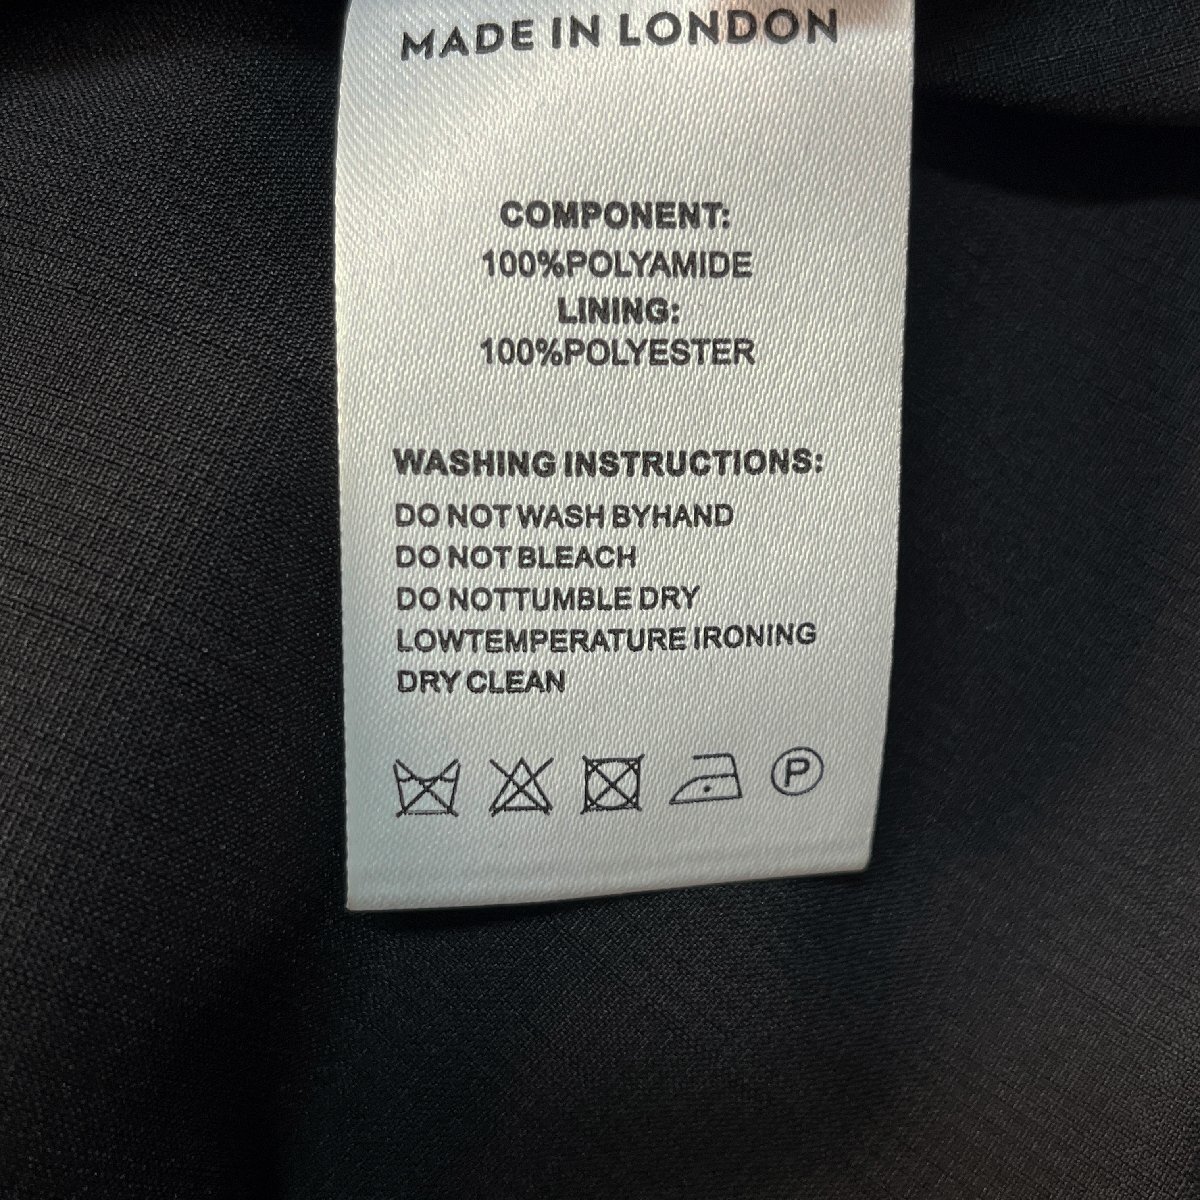 MADE IN LONDON
COMPONENT:
100%POLYAMIDE
LINING:
100%POLYESTER
WASHING INSTRUCTIONS:
DO NOT WASH BYHAND
DO NOT BLEACH
DO NOTTUMBLE DRY
LOWTEMPERATURE IRONING
DRY CLEAN
P